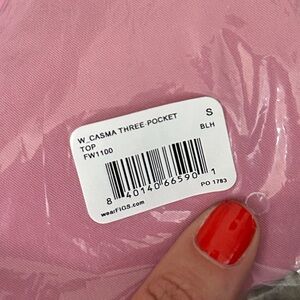 W_CASMA THREE-POCKET S
TOP BLH
FW1100
8 40140 66590 1
wearFIGS.com PO 1783